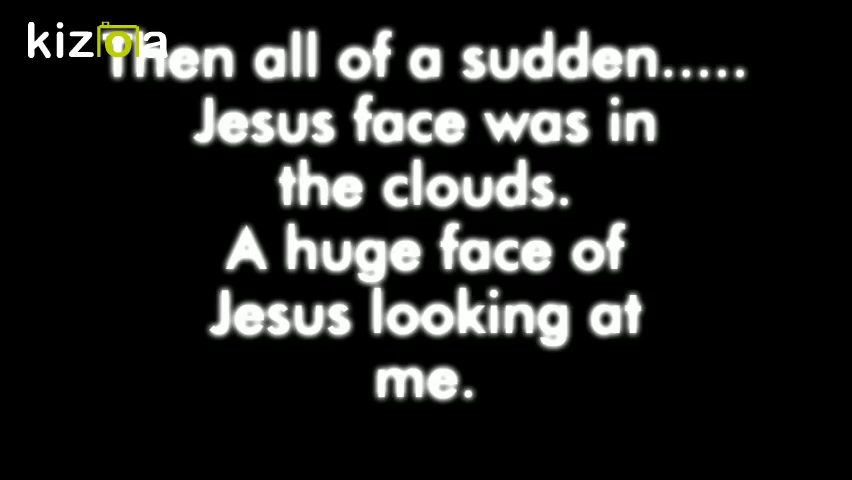 kizoa
Then all of a sudden.....
Jesus face was in
the clouds.
A huge face of
Jesus looking at
me.